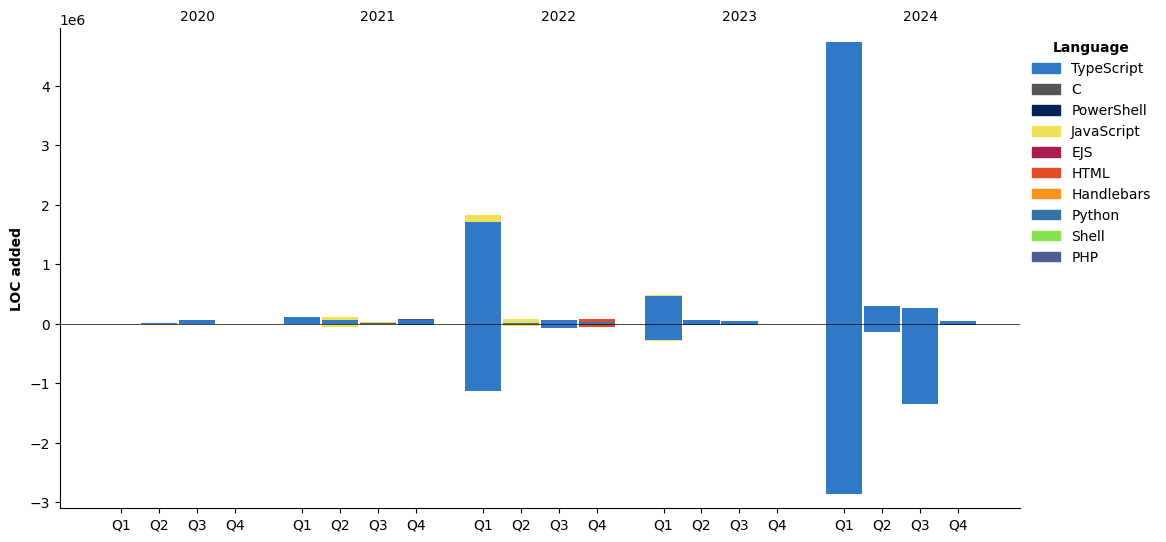 1e6
2020 2021 2022 2023 2024
LOC added
4
3
2
1
0
−1
−2
−3
Q1 Q2 Q3 Q4 Q1 Q2 Q3 Q4 Q1 Q2 Q3 Q4 Q1 Q2 Q3 Q4 Q1 Q2 Q3 Q4
Language
TypeScript
C
PowerShell
JavaScript
EJS
HTML
Handlebars
Python
Shell
PHP